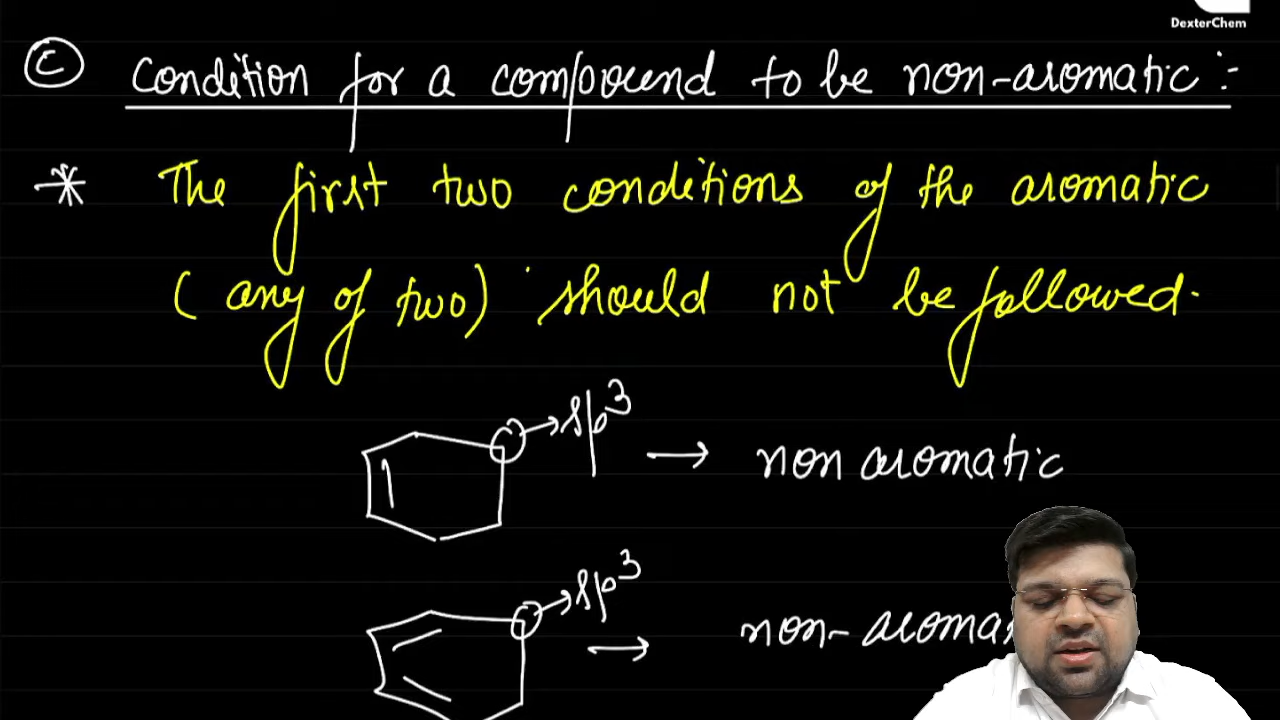 DexterChem
C Condition for a compound to be non-aromatic :-
* The first two conditions of the aromatic
(any of two) should not be followed.
sp³ → non aromatic
sp³ → non-aroma